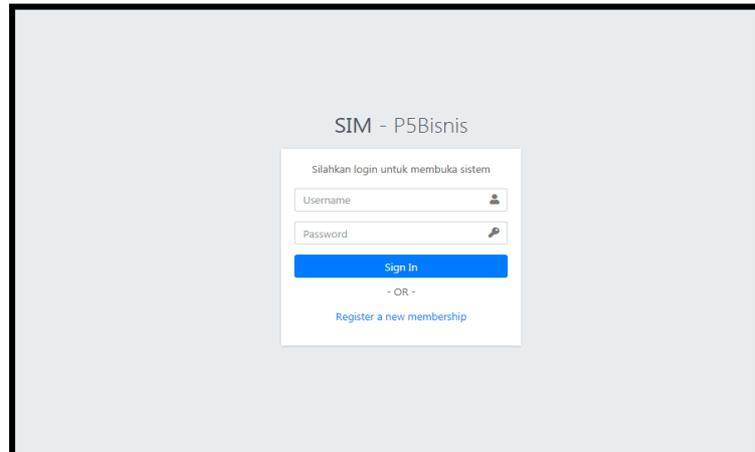 SIM - P5Bisnis
Silahkan login untuk membuka sistem
Username
Password
Sign In
- OR -
Register a new membership